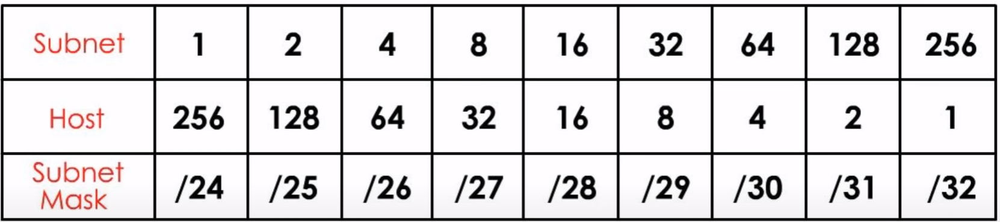 Subnet 1 2 4 8 16 32 64 128 256
Host 256 128 64 32 16 8 4 2 1
Subnet
Mask /24 /25 /26 /27 /28 /29 /30 /31 /32